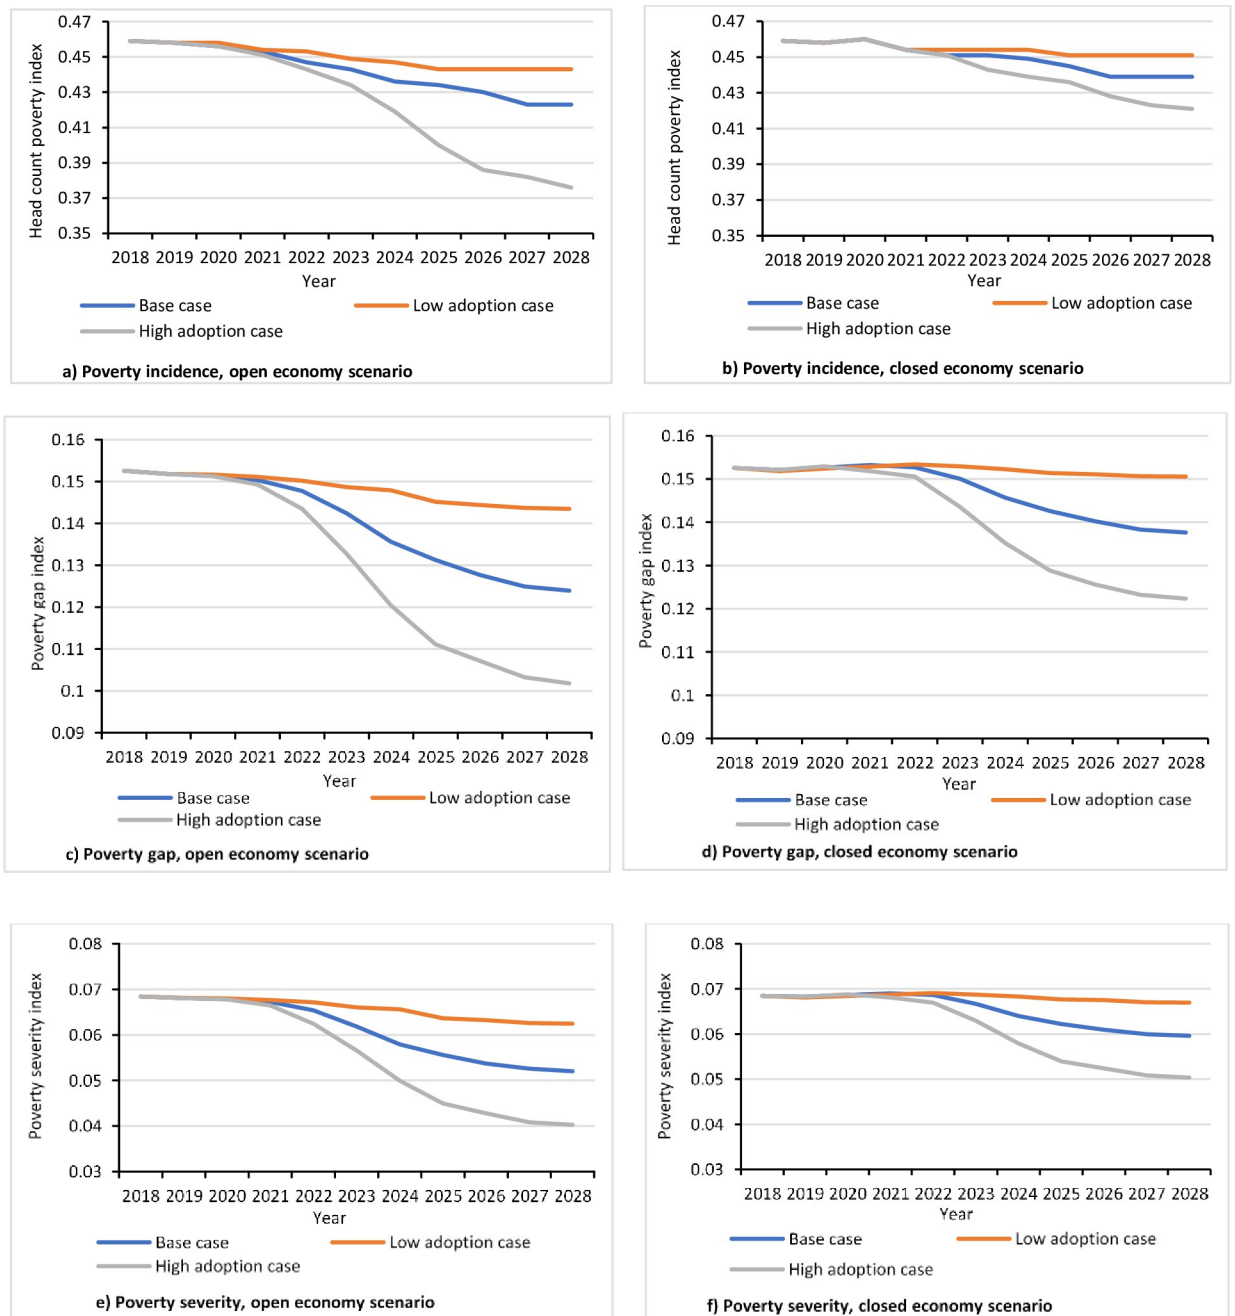 0.47
0.45
0.43
0.41
0.39
0.37
0.35
Head count poverty index
2018 2019 2020 2021 2022 2023 2024 2025 2026 2027 2028
Year
Base case
Low adoption case
High adoption case
a) Poverty incidence, open economy scenario
0.47
0.45
0.43
0.41
0.39
0.37
0.35
Head count poverty index
2018 2019 2020 2021 2022 2023 2024 2025 2026 2027 2028
Year
Base case
Low adoption case
High adoption case
b) Poverty incidence, closed economy scenario
0.16
0.15
0.14
0.13
0.12
0.11
0.1
0.09
Poverty gap index
2018 2019 2020 2021 2022 2023 2024 2025 2026 2027 2028
Year
Base case
Low adoption case
High adoption case
c) Poverty gap, open economy scenario
0.16
0.15
0.14
0.13
0.12
0.11
0.1
0.09
Poverty gap index
2018 2019 2020 2021 2022 2023 2024 2025 2026 2027 2028
Year
Base case
Low adoption case
High adoption case
d) Poverty gap, closed economy scenario
0.08
0.07
0.06
0.05
0.04
0.03
Poverty severity index
2018 2019 2020 2021 2022 2023 2024 2025 2026 2027 2028
Year
Base case
Low adoption case
High adoption case
e) Poverty severity, open economy scenario
0.08
0.07
0.06
0.05
0.04
0.03
Poverty severity index
2018 2019 2020 2021 2022 2023 2024 2025 2026 2027 2028
Year
Base case
Low adoption case
High adoption case
f) Poverty severity, closed economy scenario